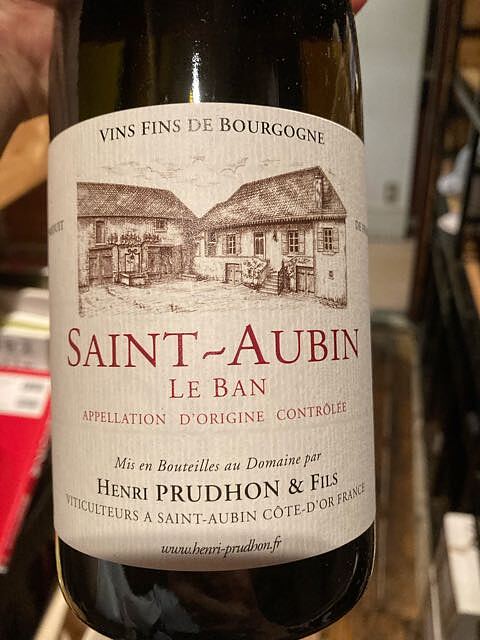 VINS FINS DE BOURGOGNE
SAINT~AUBIN
LE BAN
APPELLATION D'ORIGINE CONTRÔLÉE
Mis en Bouteilles au Domaine par
HENRI PRUDHON & FILS
VITICULTEURS A SAINT-AUBIN CÔTE-D'OR FRANCE
www.henri-prudhon.fr